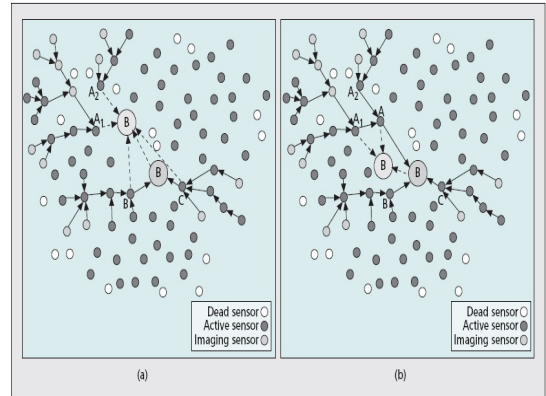 A2
A1
B
B
B
C
Dead sensor
Active sensor
Imaging sensor
(a)
A2
A1
A
B
B
B
C
Dead sensor
Active sensor
Imaging sensor
(b)